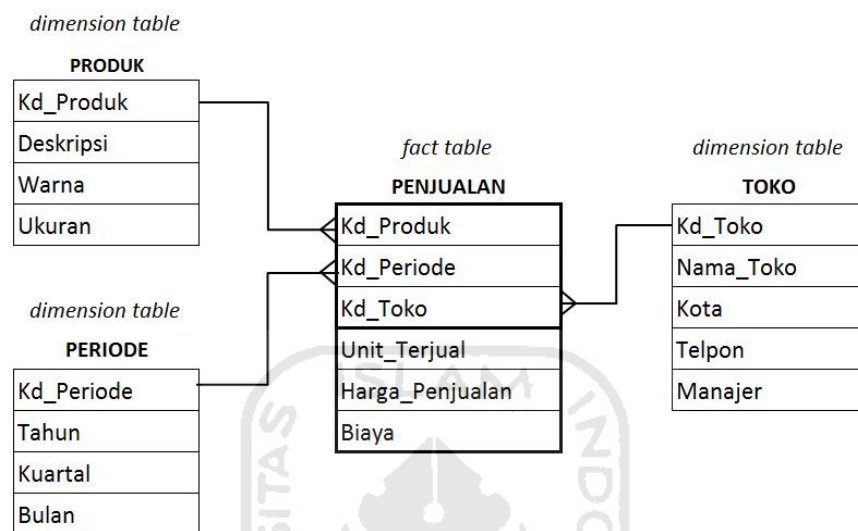 dimension table
PRODUK
Kd_Produk
Deskripsi
Warna
Ukuran
fact table
PENJUALAN
Kd_Produk
Kd_Periode
Kd_Toko
Unit_Terjual
Harga_Penjualan
Biaya
dimension table
TOKO
Kd_Toko
Nama_Toko
Kota
Telpon
Manajer
dimension table
PERIODE
Kd_Periode
Tahun
Kuartal
Bulan
ISLAM